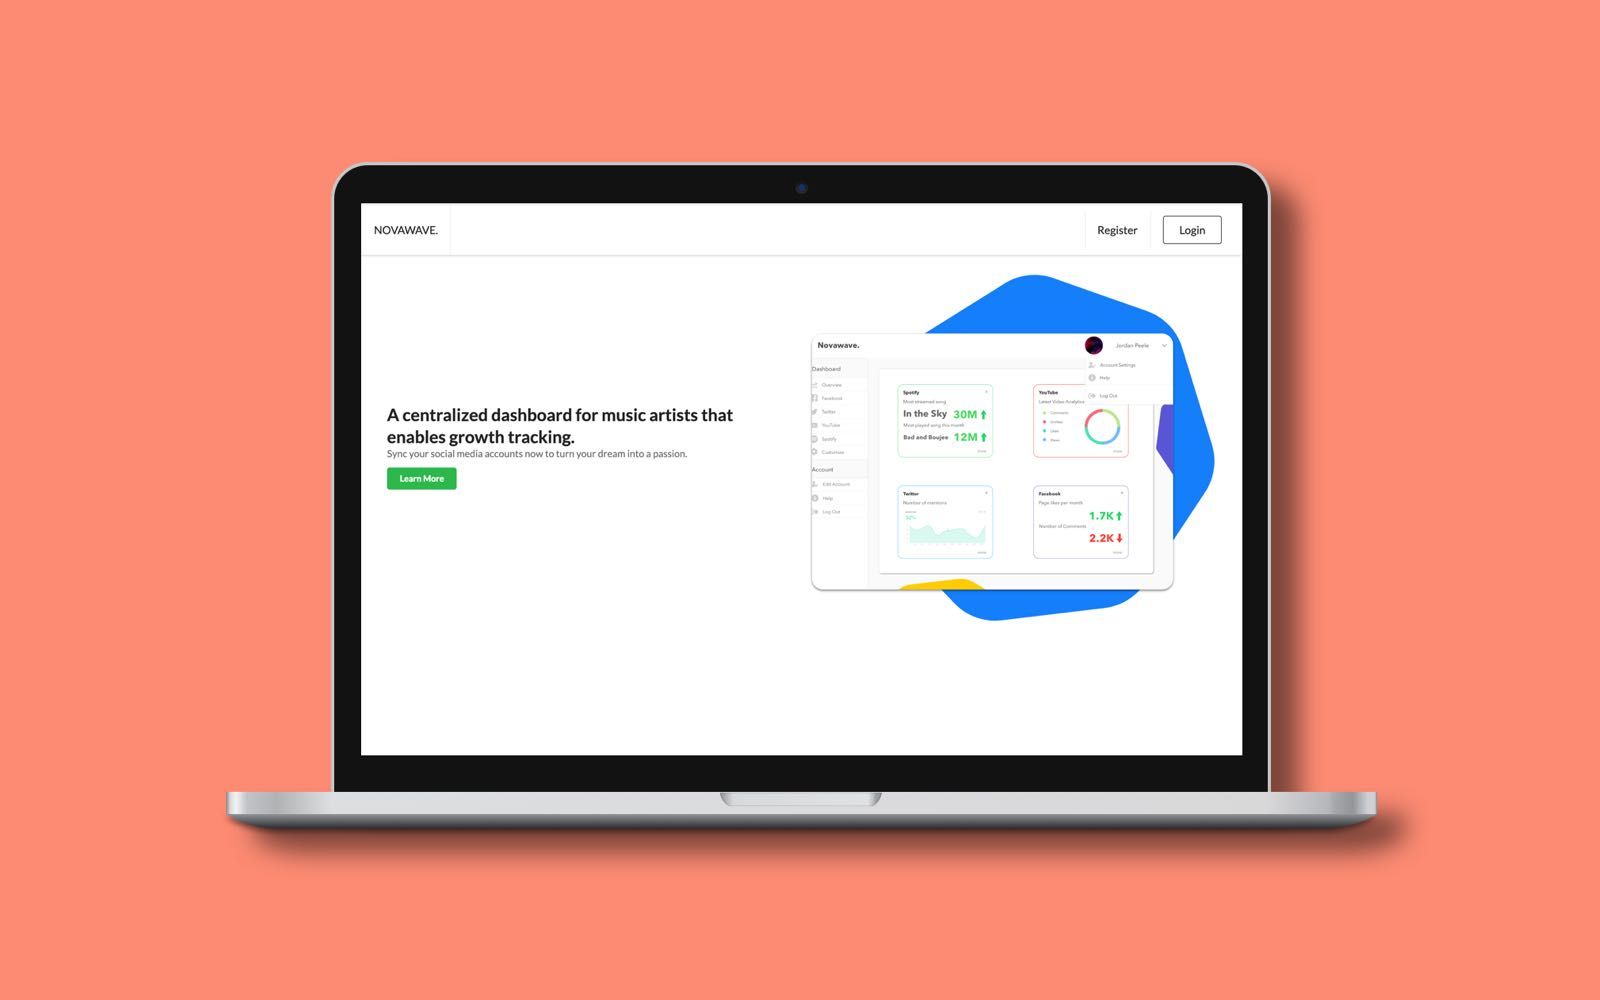 NOVAWAVE.
Register
Login
A centralized dashboard for music artists that
enables growth tracking.
Sync your social media accounts now to turn your dream into a passion.
Learn More
Novawave.
Jordan Peele
Account Settings
Help
Log Out
Dashboard
Overview
Facebook
Twitter
YouTube
Spotify
Customize
Account
Edit Account
Help
Log Out
Spotify
Most streamed song
In the Sky 30M
Most played song this month
Bad and Boujee 12M
YouTube
Latest Video Analytics
Comments
Dislikes
Likes
Views
Twitter
Number of mentions
52%
Facebook
Page likes per month
1.7K
Number of Comments
2.2K